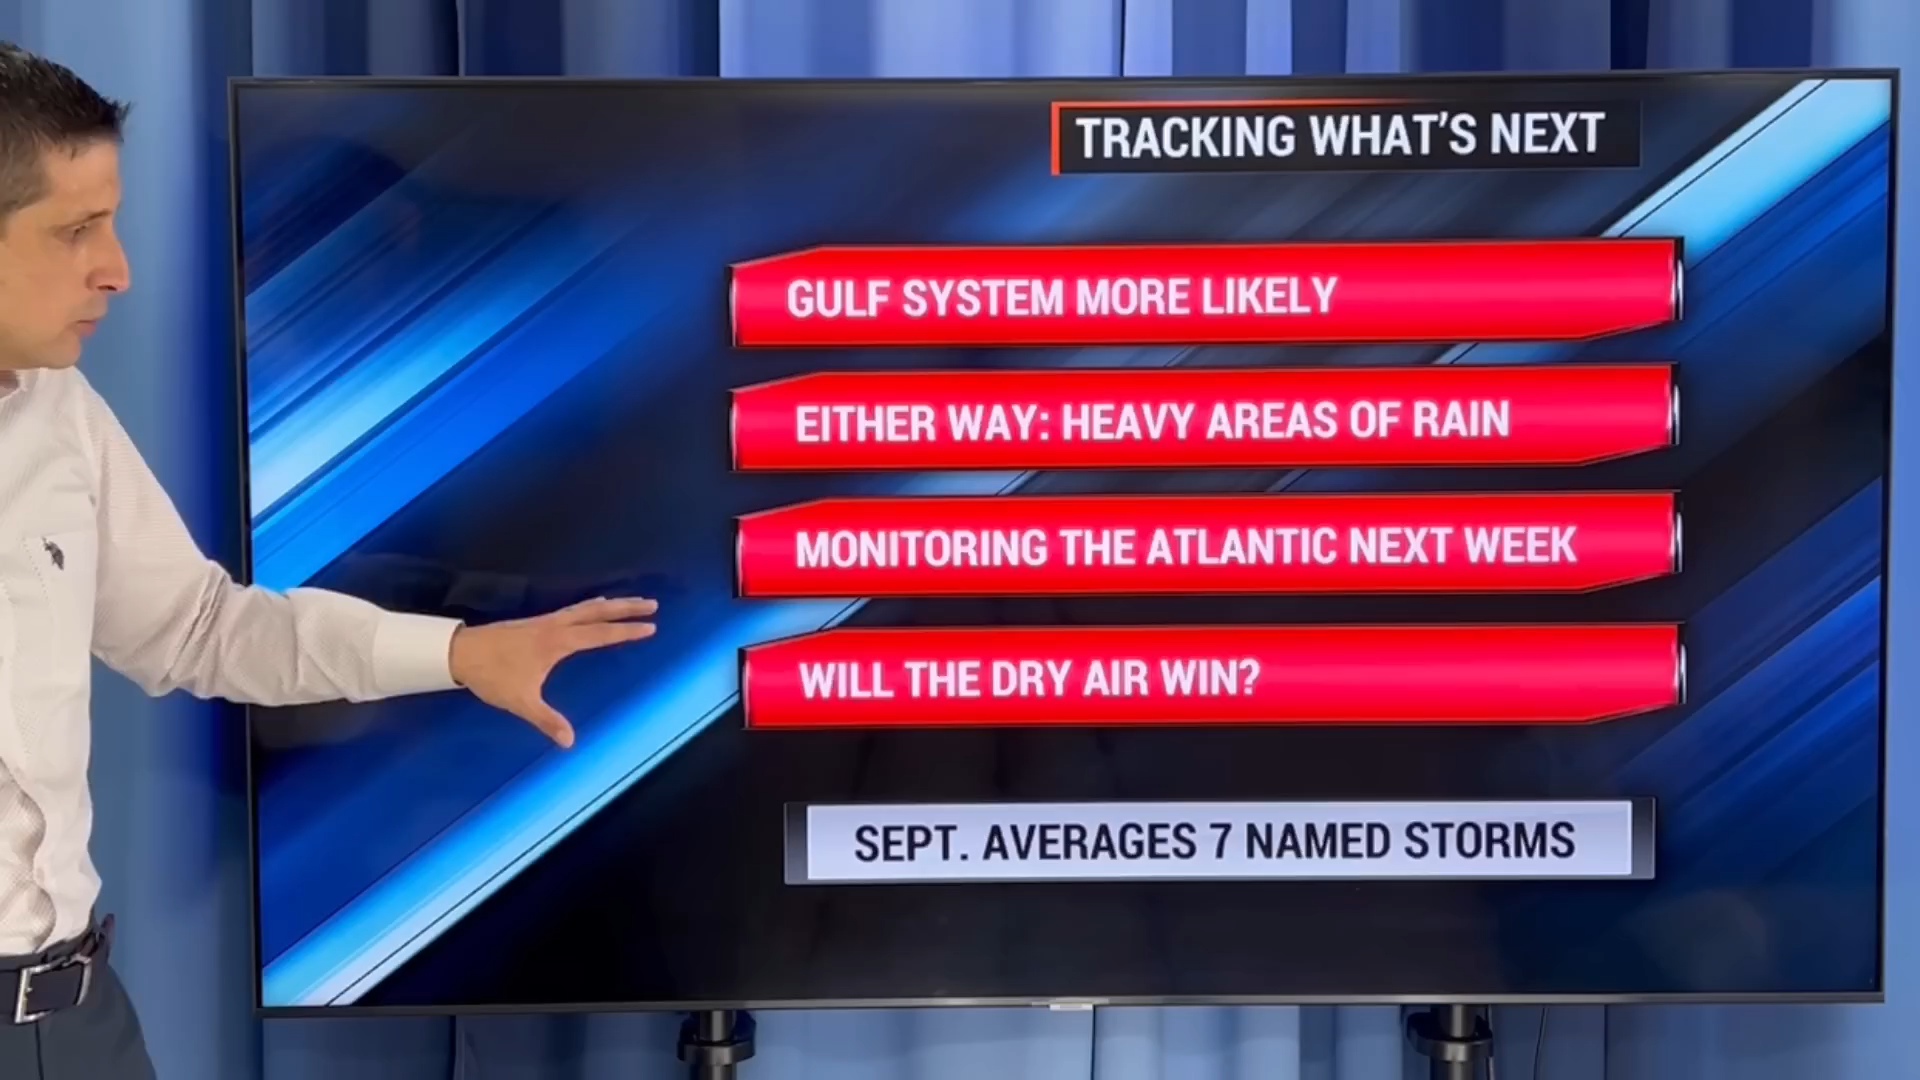 TRACKING WHAT'S NEXT
GULF SYSTEM MORE LIKELY
EITHER WAY: HEAVY AREAS OF RAIN
MONITORING THE ATLANTIC NEXT WEEK
WILL THE DRY AIR WIN?
SEPT. AVERAGES 7 NAMED STORMS